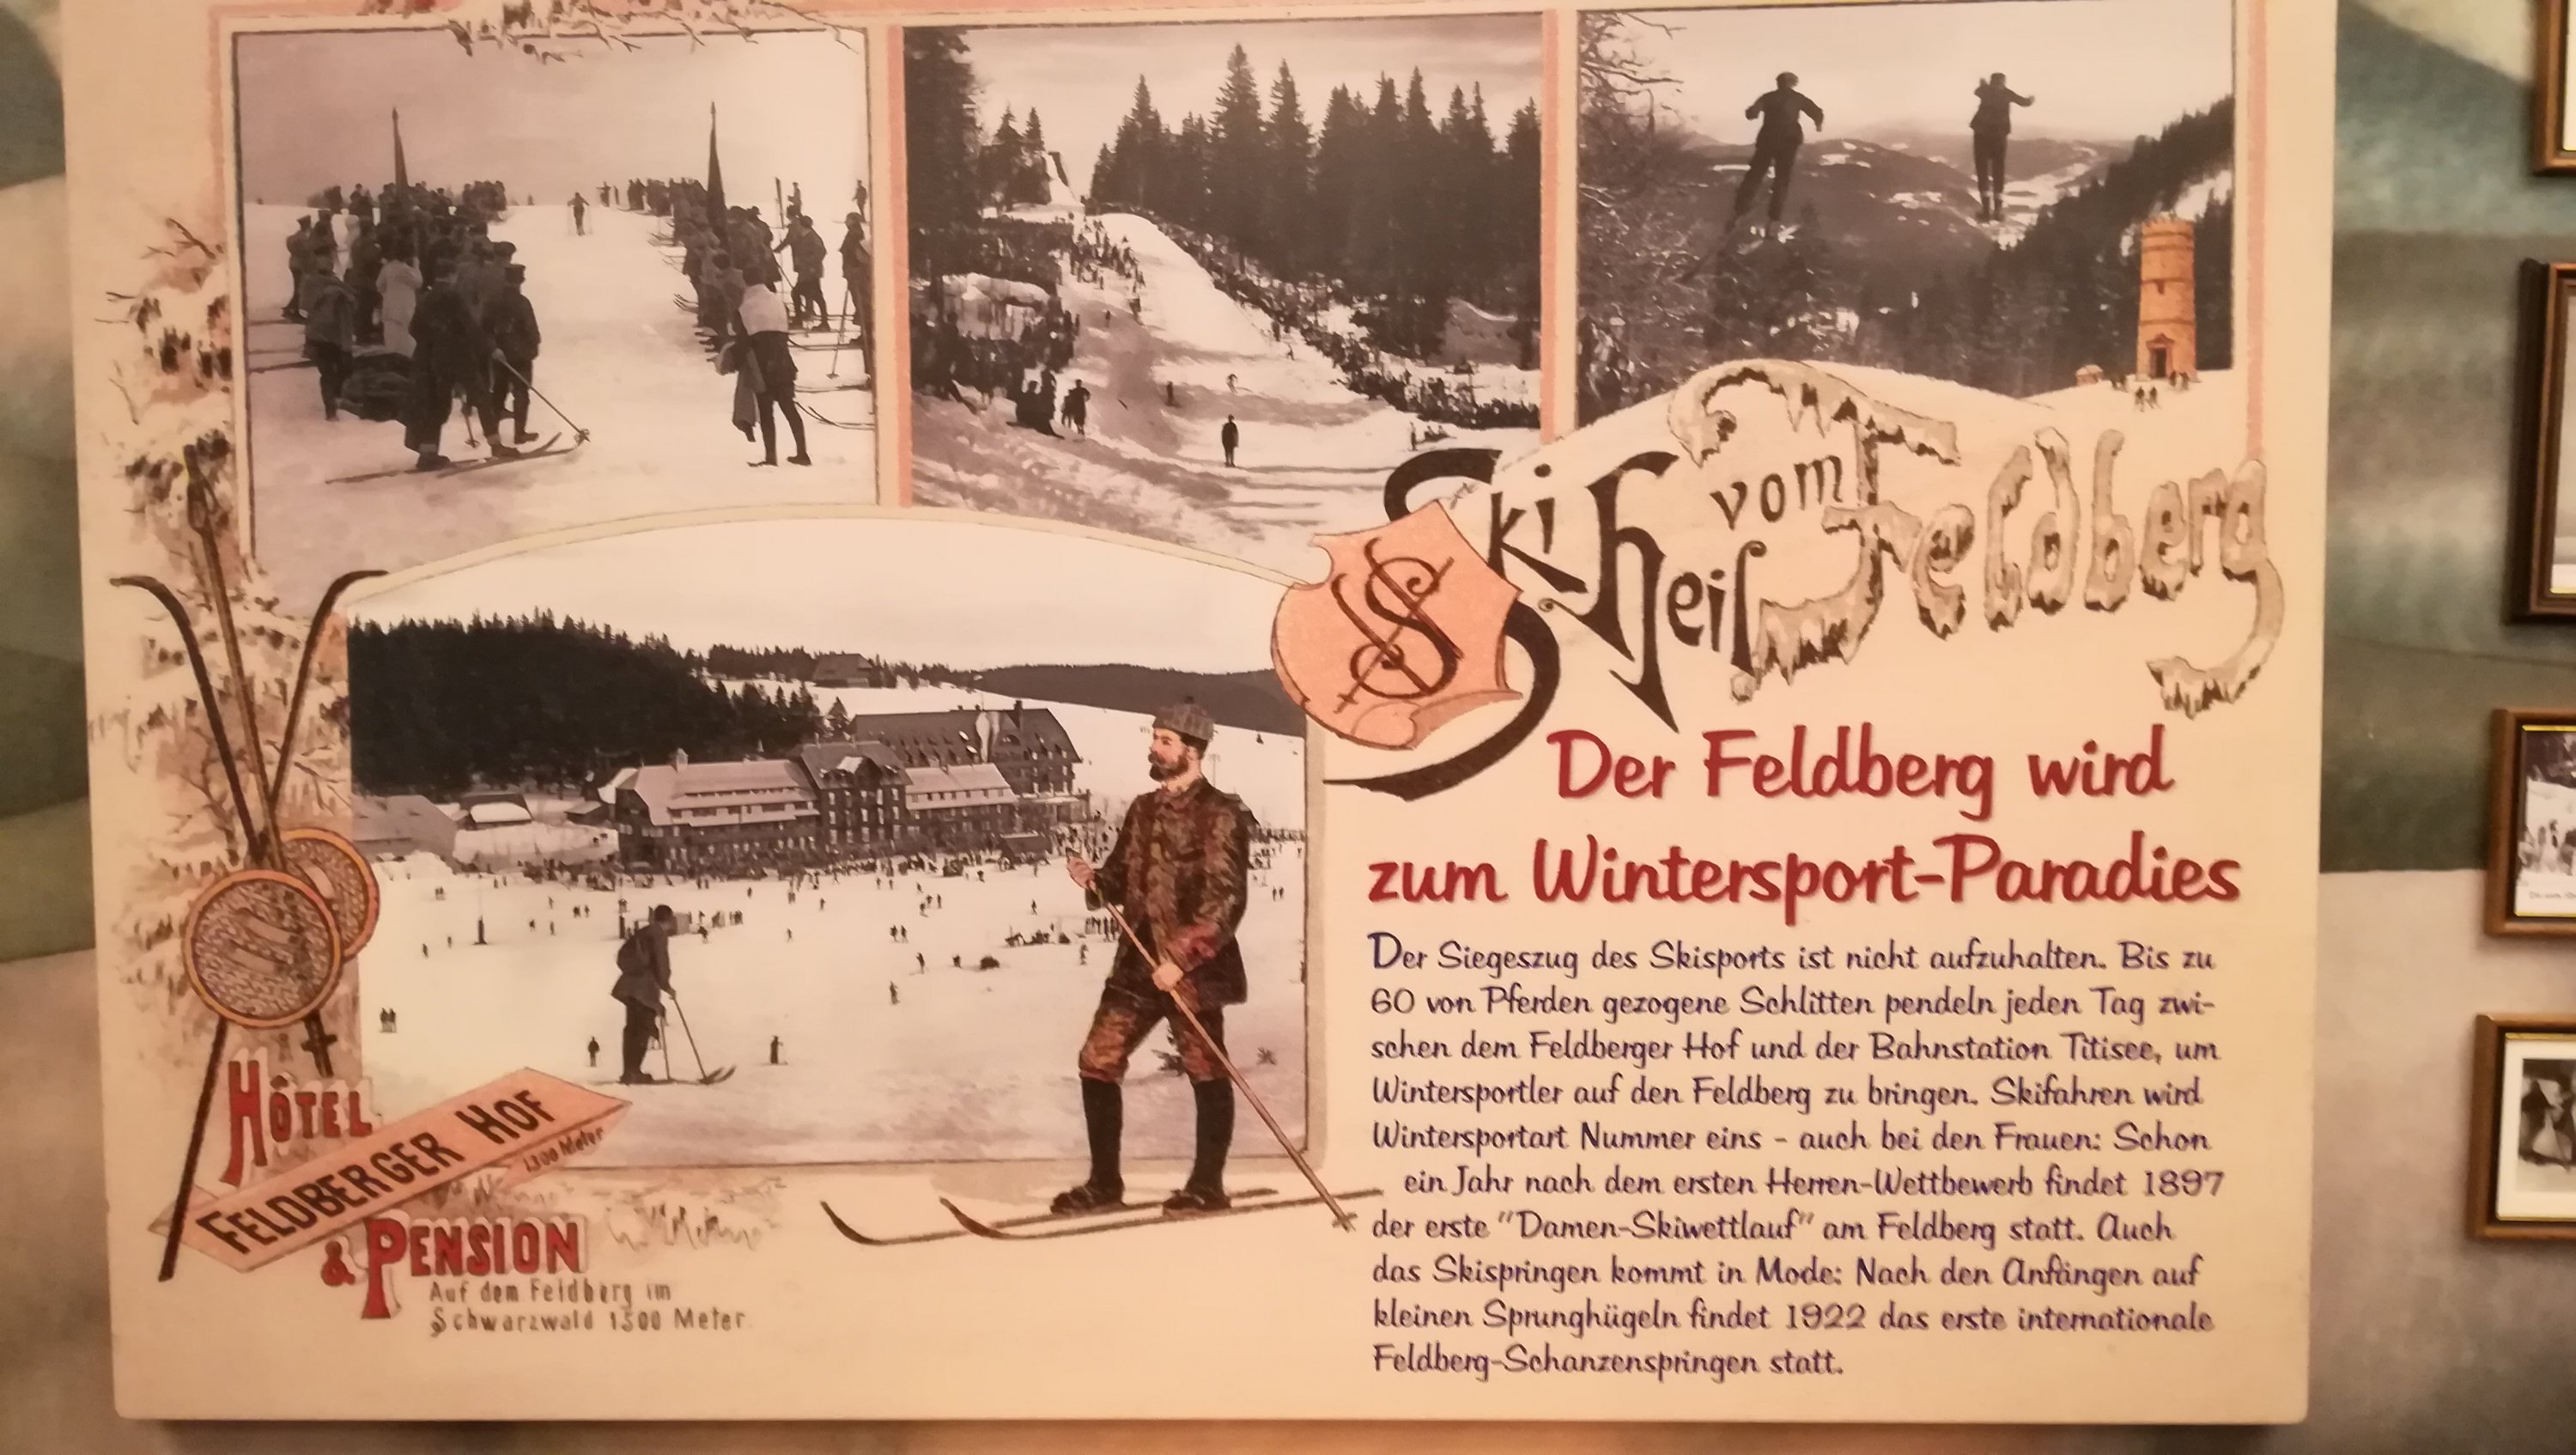 Ski Heil vom Feldberg
Der Feldberg wird
zum Wintersport-Paradies
Der Siegeszug des Skisports ist nicht aufzuhalten. Bis zu
60 von Pferden gezogene Schlitten pendeln jeden Tag zwi-
schen dem Feldberger Hof und der Bahnstation Titisee, um
Wintersportler auf den Feldberg zu bringen. Skifahren wird
Wintersportart Nummer eins - auch bei den Frauen: Schon
ein Jahr nach dem ersten Herren-Wettbewerb findet 1897
der erste "Damen-Skiwettlauf" am Feldberg statt. Auch
das Skispringen kommt in Mode: Nach den Anfängen auf
kleinen Sprunghügeln findet 1922 das erste internationale
Feldberg-Schanzenspringen statt.
HÔTEL
FELDBERGER HOF
1300 Meter
& PENSION
Auf dem Feldberg im
Schwarzwald 1300 Meter.